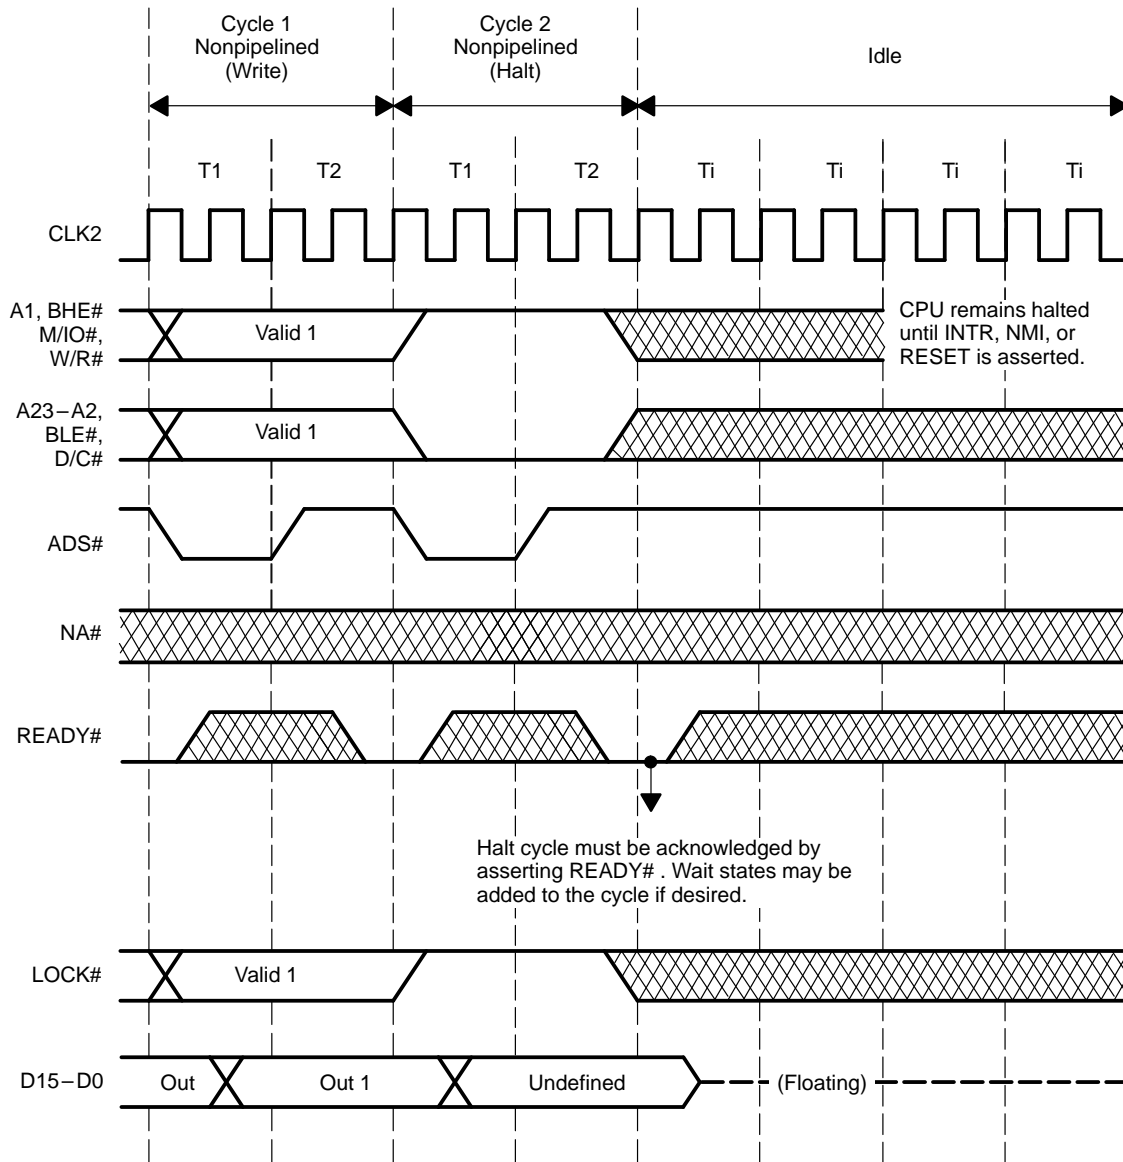 Cycle 1
Nonpipelined
(Write)
Cycle 2
Nonpipelined
(Halt)
Idle
T1
T2
T1
T2
Ti
Ti
Ti
Ti
CLK2
A1, BHE#
M/IO#,
W/R#
Valid 1
CPU remains halted
until INTR, NMI, or
RESET is asserted.
A23–A2,
BLE#,
D/C#
Valid 1
ADS#
NA#
READY#
Halt cycle must be acknowledged by
asserting READY# . Wait states may be
added to the cycle if desired.
LOCK#
Valid 1
D15–D0
Out
Out 1
Undefined
(Floating)